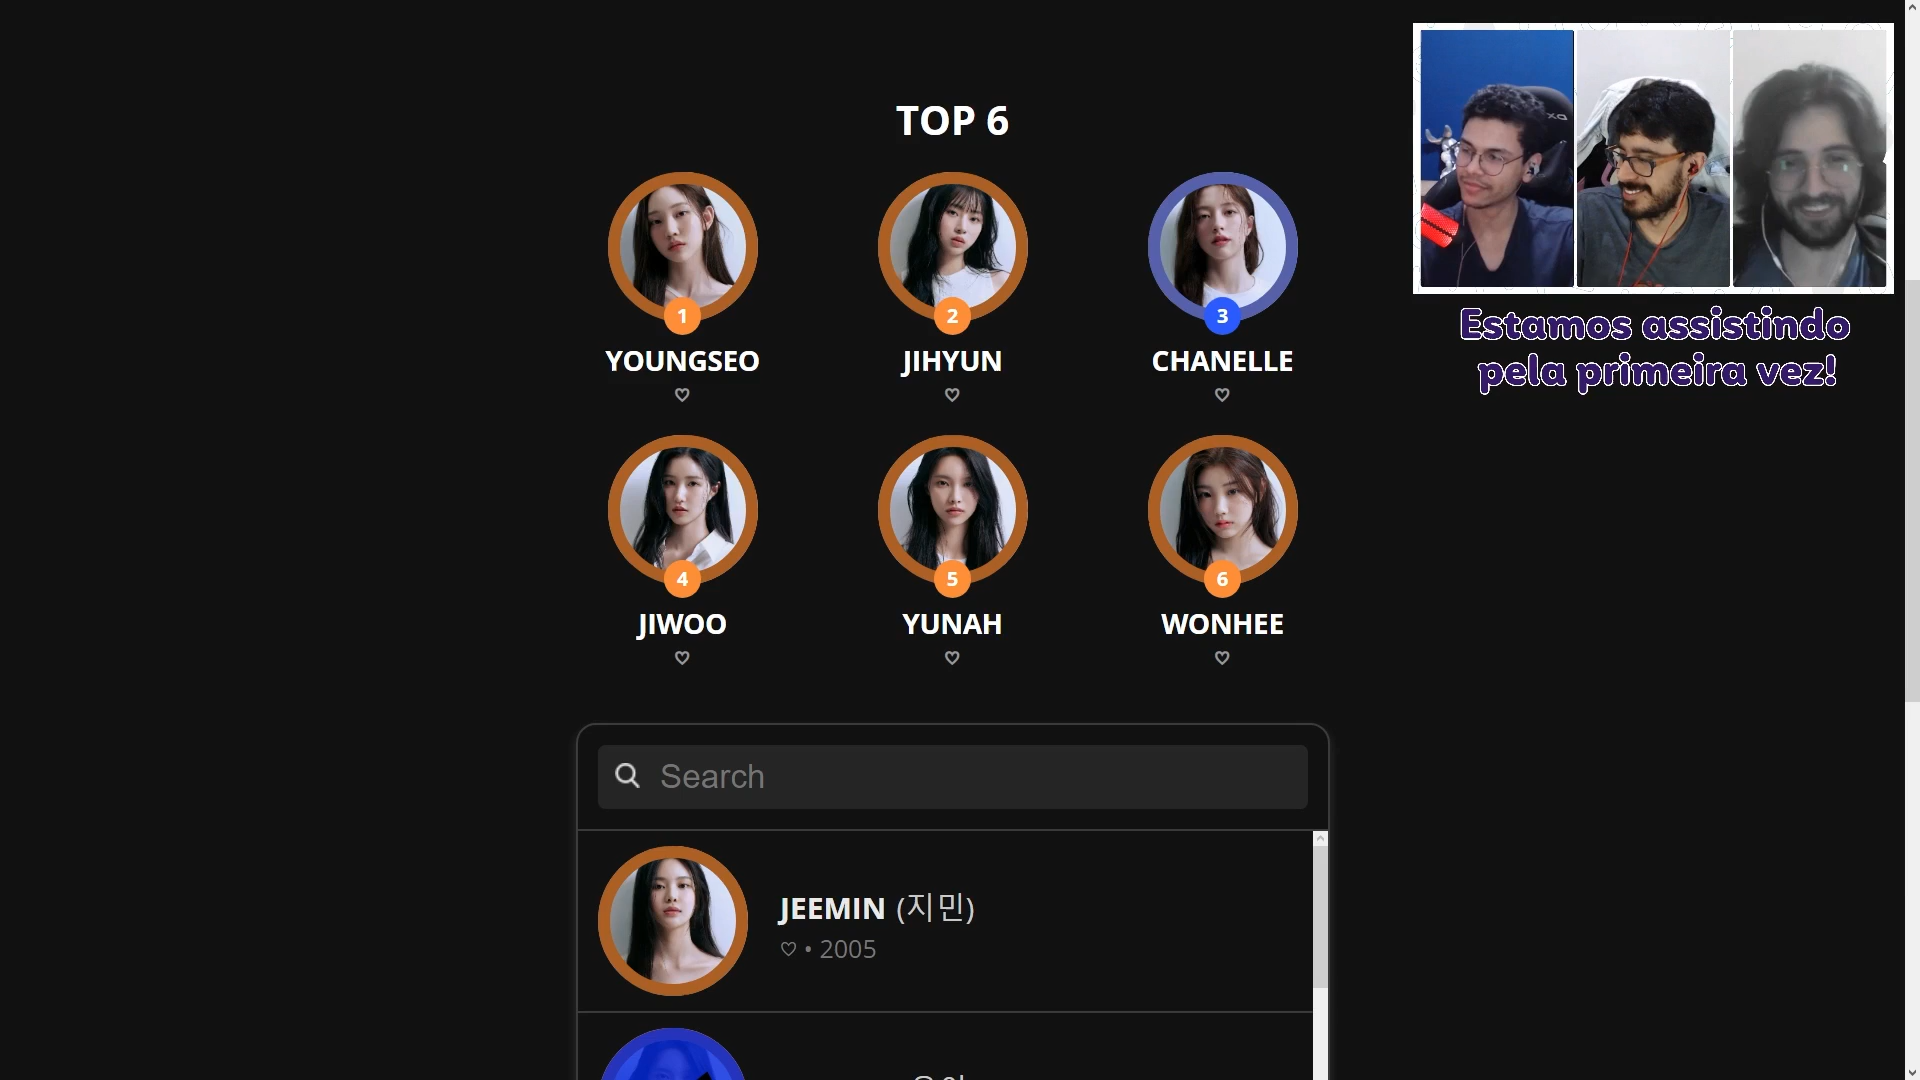 TOP 6
1
2
3
YOUNGSEO
JIHYUN
CHANELLE
4
5
6
JIWOO
YUNAH
WONHEE
Search
JEEMIN (지민)
♡ • 2005
Estamos assistindo
pela primeira vez!